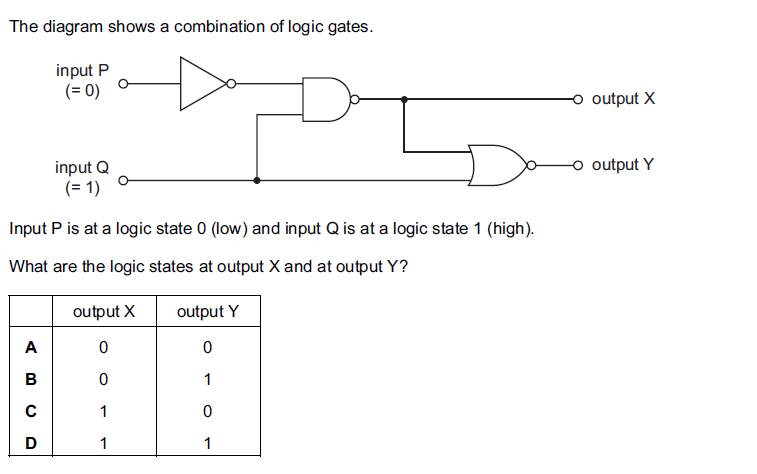 The diagram shows a combination of logic gates.
input P
(= 0)
output X
input Q
(= 1)
output Y
Input P is at a logic state 0 (low) and input Q is at a logic state 1 (high).
What are the logic states at output X and at output Y?
output X output Y
A 0 0
B 0 1
C 1 0
D 1 1